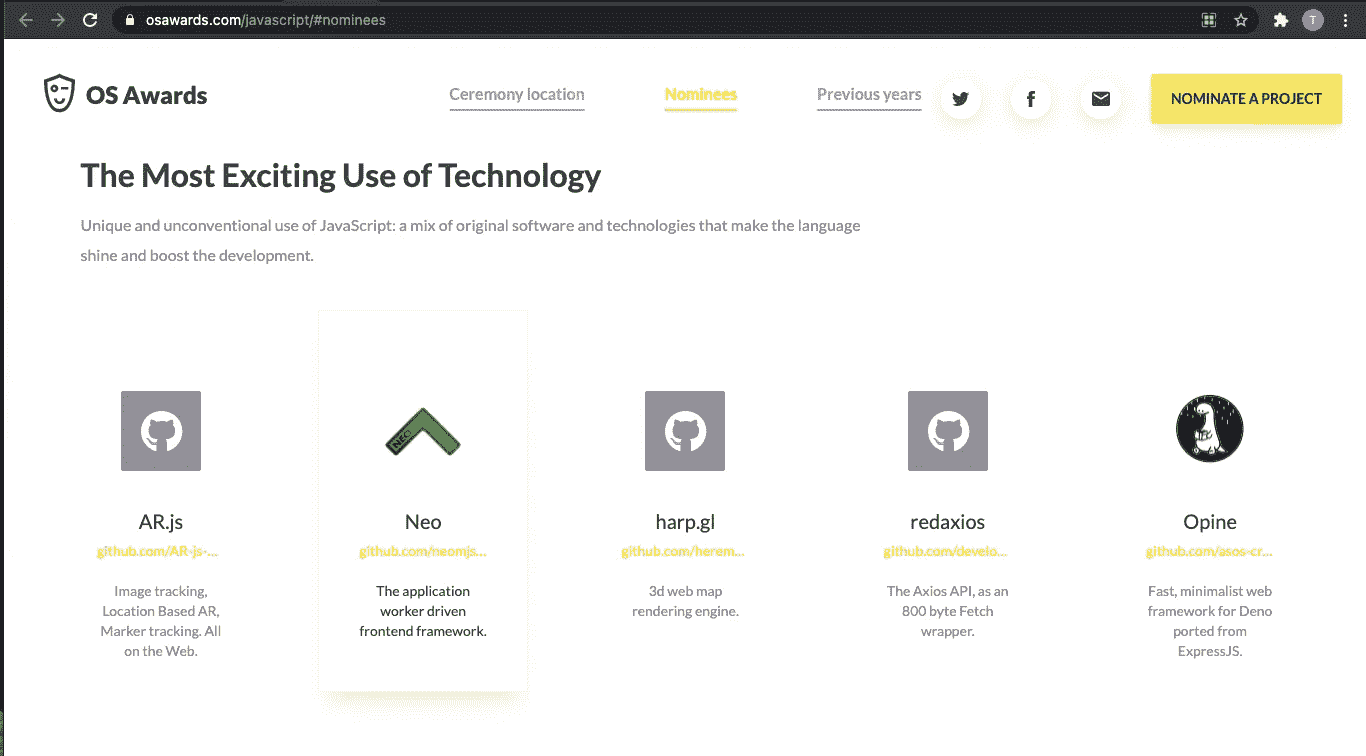 osawards.com/javascript/#nominees
T
OS Awards
Ceremony location
Nominees
Previous years
NOMINATE A PROJECT
The Most Exciting Use of Technology
Unique and unconventional use of JavaScript: a mix of original software and technologies that make the language
shine and boost the development.
NEO
AR.js
github.com/AR-js-...
Image tracking,
Location Based AR,
Marker tracking. All
on the Web.
Neo
github.com/neomjs...
The application
worker driven
frontend framework.
harp.gl
github.com/herem...
3d web map
rendering engine.
redaxios
github.com/develo...
The Axios API, as an
800 byte Fetch
wrapper.
Opine
github.com/asos-cr...
Fast, minimalist web
framework for Deno
ported from
ExpressJS.